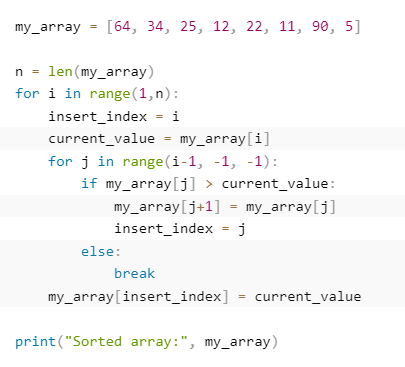 my_array = [64, 34, 25, 12, 22, 11, 90, 5]

n = len(my_array)
for i in range(1,n):
    insert_index = i
    current_value = my_array[i]
    for j in range(i-1, -1, -1):
        if my_array[j] > current_value:
            my_array[j+1] = my_array[j]
            insert_index = j
        else:
            break
    my_array[insert_index] = current_value

print("Sorted array:", my_array)